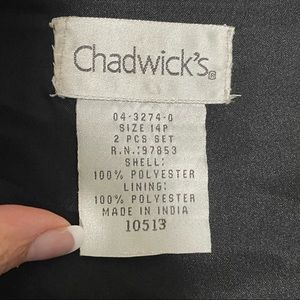 Chadwick's®
04-3274-0
SIZE 14P
2 PCS SET
R.N.:97853
SHELL:
100% POLYESTER
LINING:
100% POLYESTER
MADE IN INDIA
10513